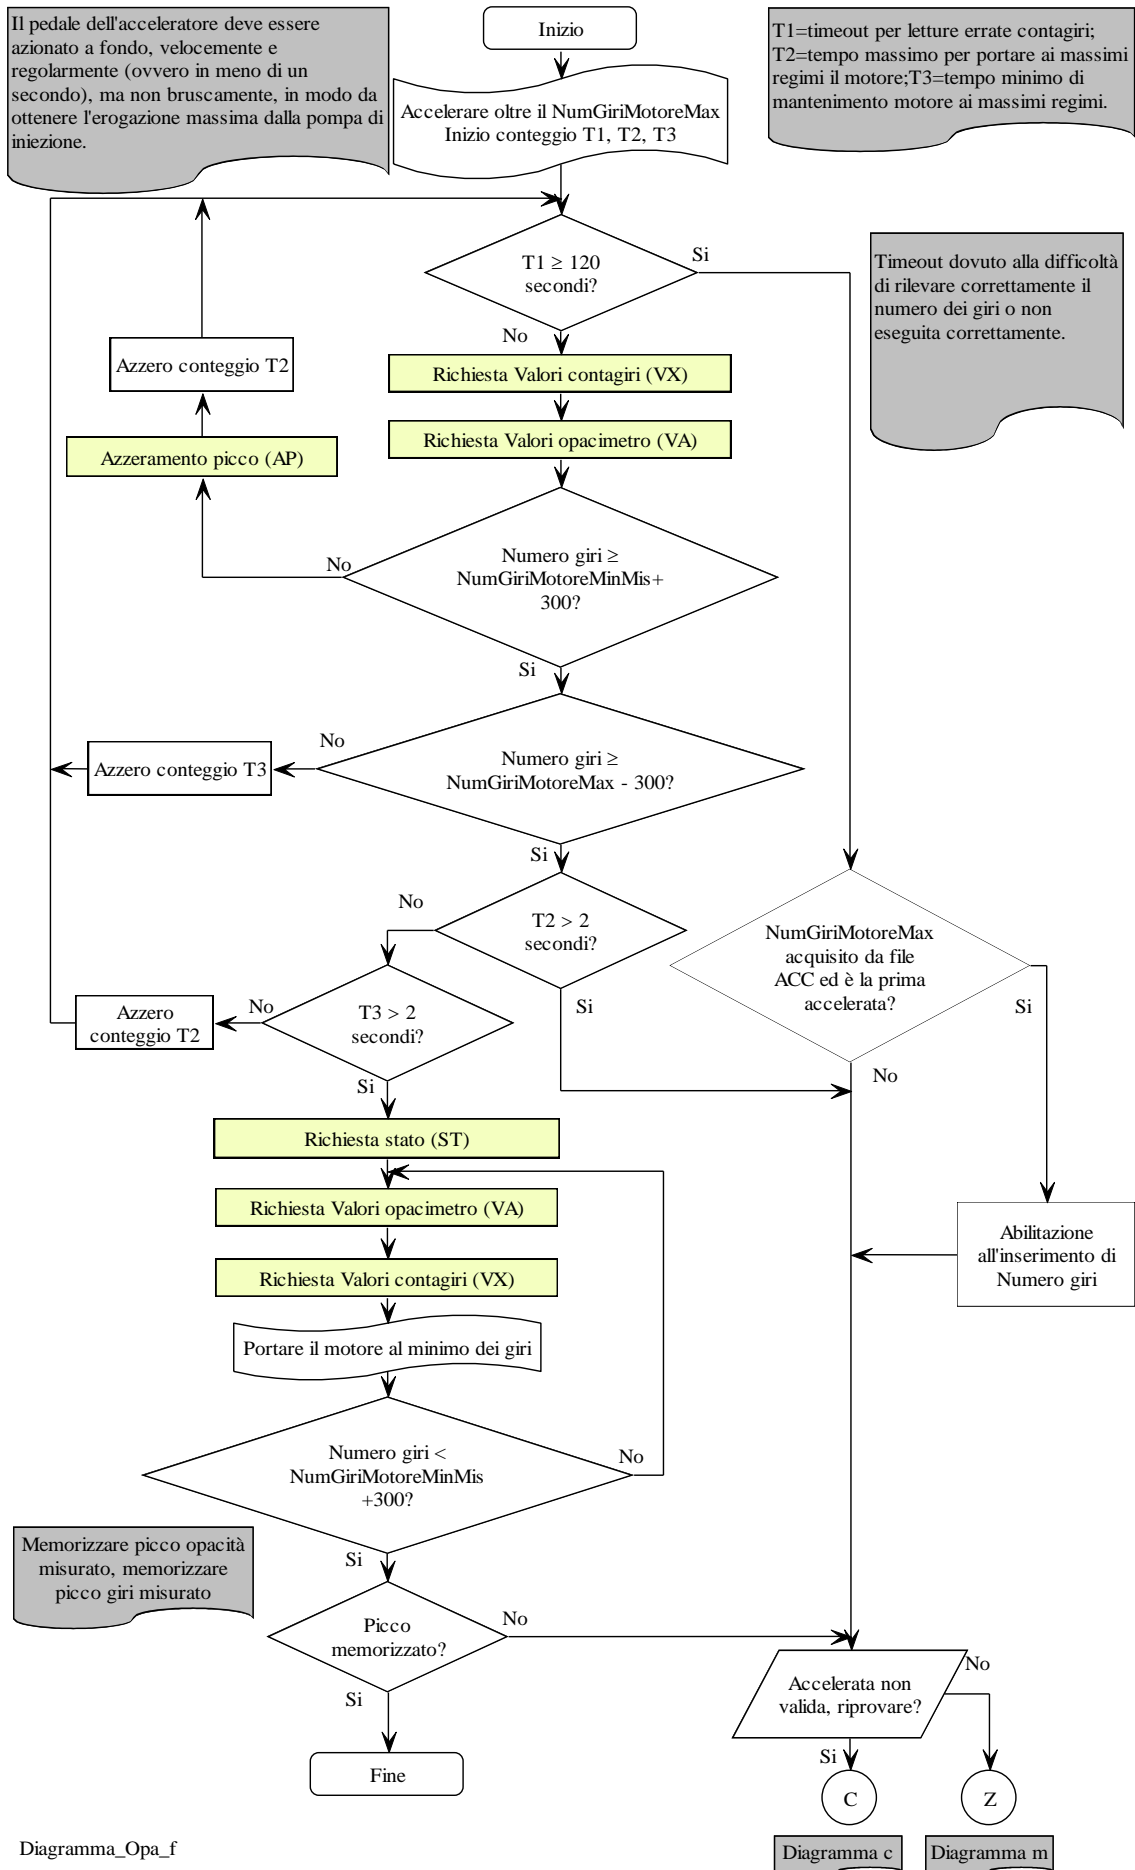 Il pedale dell'acceleratore deve essere
azionato a fondo, velocemente e
regolarmente (ovvero in meno di un
secondo), ma non bruscamente, in modo da
ottenere l'erogazione massima dalla pompa di
iniezione.
Inizio
T1=timeout per letture errate contagiri;
T2=tempo massimo per portare ai massimi
regimi il motore;T3=tempo minimo di
mantenimento motore ai massimi regimi.
Accelerare oltre il NumGiriMotoreMax
Inizio conteggio T1, T2, T3
T1 ≥ 120
secondi?
Si
No
Timeout dovuto alla difficoltà
di rilevare correttamente il
numero dei giri o non
eseguita correttamente.
Azzero conteggio T2
Richiesta Valori contagiri (VX)
Richiesta Valori opacimetro (VA)
Azzeramento picco (AP)
Numero giri ≥
NumGiriMotoreMinMis+
300?
No
Si
Numero giri ≥
NumGiriMotoreMax - 300?
No
Azzero conteggio T3
Si
T2 > 2
secondi?
No
Si
NumGiriMotoreMax
acquisito da file
ACC ed è la prima
accelerata?
Si
No
T3 > 2
secondi?
No
Azzero
conteggio T2
Si
Richiesta stato (ST)
Richiesta Valori opacimetro (VA)
Richiesta Valori contagiri (VX)
Abilitazione
all'inserimento di
Numero giri
Portare il motore al minimo dei giri
Numero giri <
NumGiriMotoreMinMis
+300?
No
Si
Memorizzare picco opacità
misurato, memorizzare
picco giri misurato
Picco
memorizzato?
No
Si
Accelerata non
valida, riprovare?
No
Si
Fine
C
Z
Diagramma_Opa_f
Diagramma c
Diagramma m